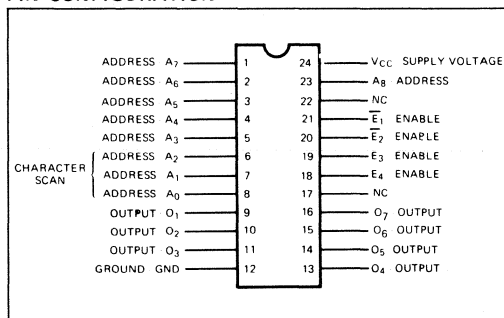 ADDRESS A7 1 24 VCC SUPPLY VOLTAGE
ADDRESS A6 2 23 A8 ADDRESS
ADDRESS A5 3 22 NC
ADDRESS A4 4 21 E1 ENABLE
ADDRESS A3 5 20 E2 ENABLE
CHARACTER SCAN
ADDRESS A2 6 19 E3 ENABLE
ADDRESS A1 7 18 E4 ENABLE
ADDRESS A0 8 17 NC
OUTPUT O1 9 16 O7 OUTPUT
OUTPUT O2 10 15 O6 OUTPUT
OUTPUT O3 11 14 O5 OUTPUT
GROUND GND 12 13 O4 OUTPUT